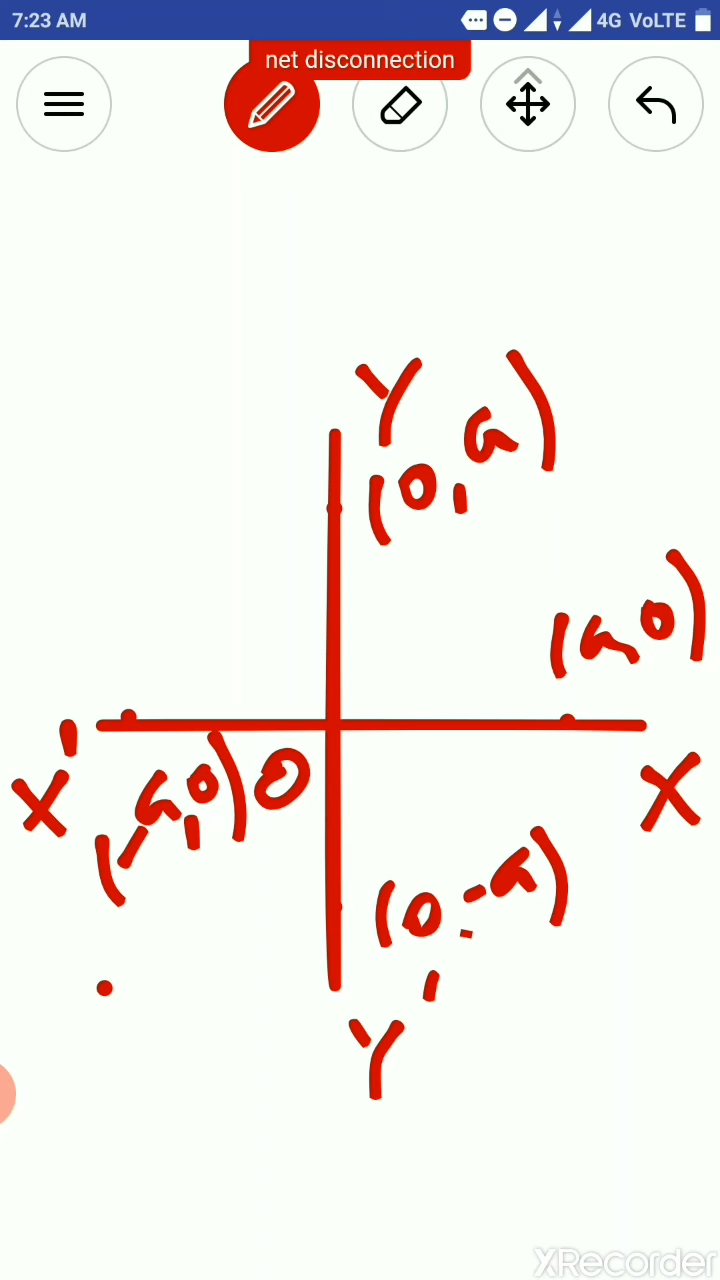 7:23 AM
4G VoLTE
net disconnection
Y
(0,a)
(a,0)
X'
X
(-a,0)
O
(0,-a)
Y'
XRecorder